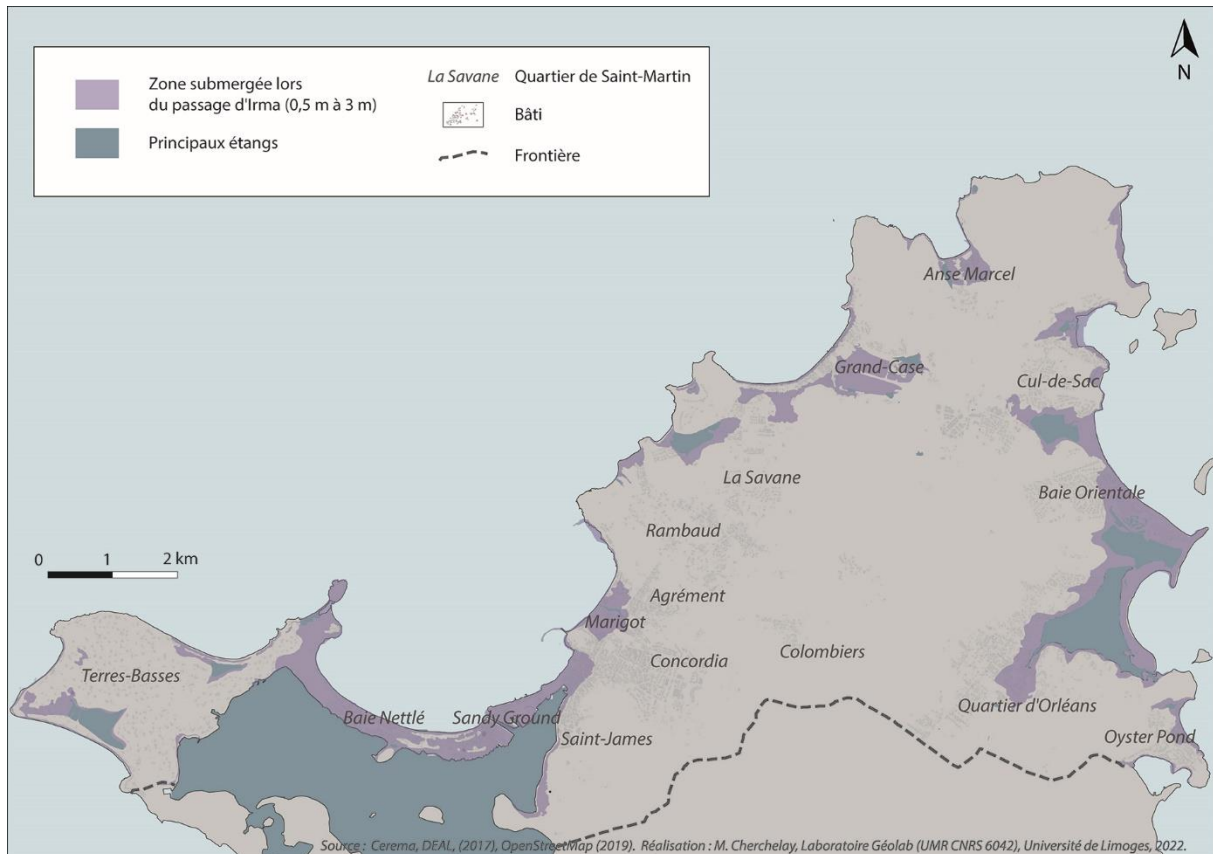 N
Zone submergée lors
du passage d'Irma (0,5 m à 3 m)
Principaux étangs
La Savane Quartier de Saint-Martin
Bâti
Frontière
Anse Marcel
Grand-Case
Cul-de-Sac
La Savane
Baie Orientale
Rambaud
0 1 2 km
Agrément
Marigot
Concordia
Colombiers
Terres-Basses
Quartier d'Orléans
Baie Nettlé
Sandy Ground
Saint-James
Oyster Pond
Source : Cerema, DEAL, (2017), OpenStreetMap (2019). Réalisation : M. Cherchelay, Laboratoire Géolab (UMR CNRS 6042), Université de Limoges, 2022.